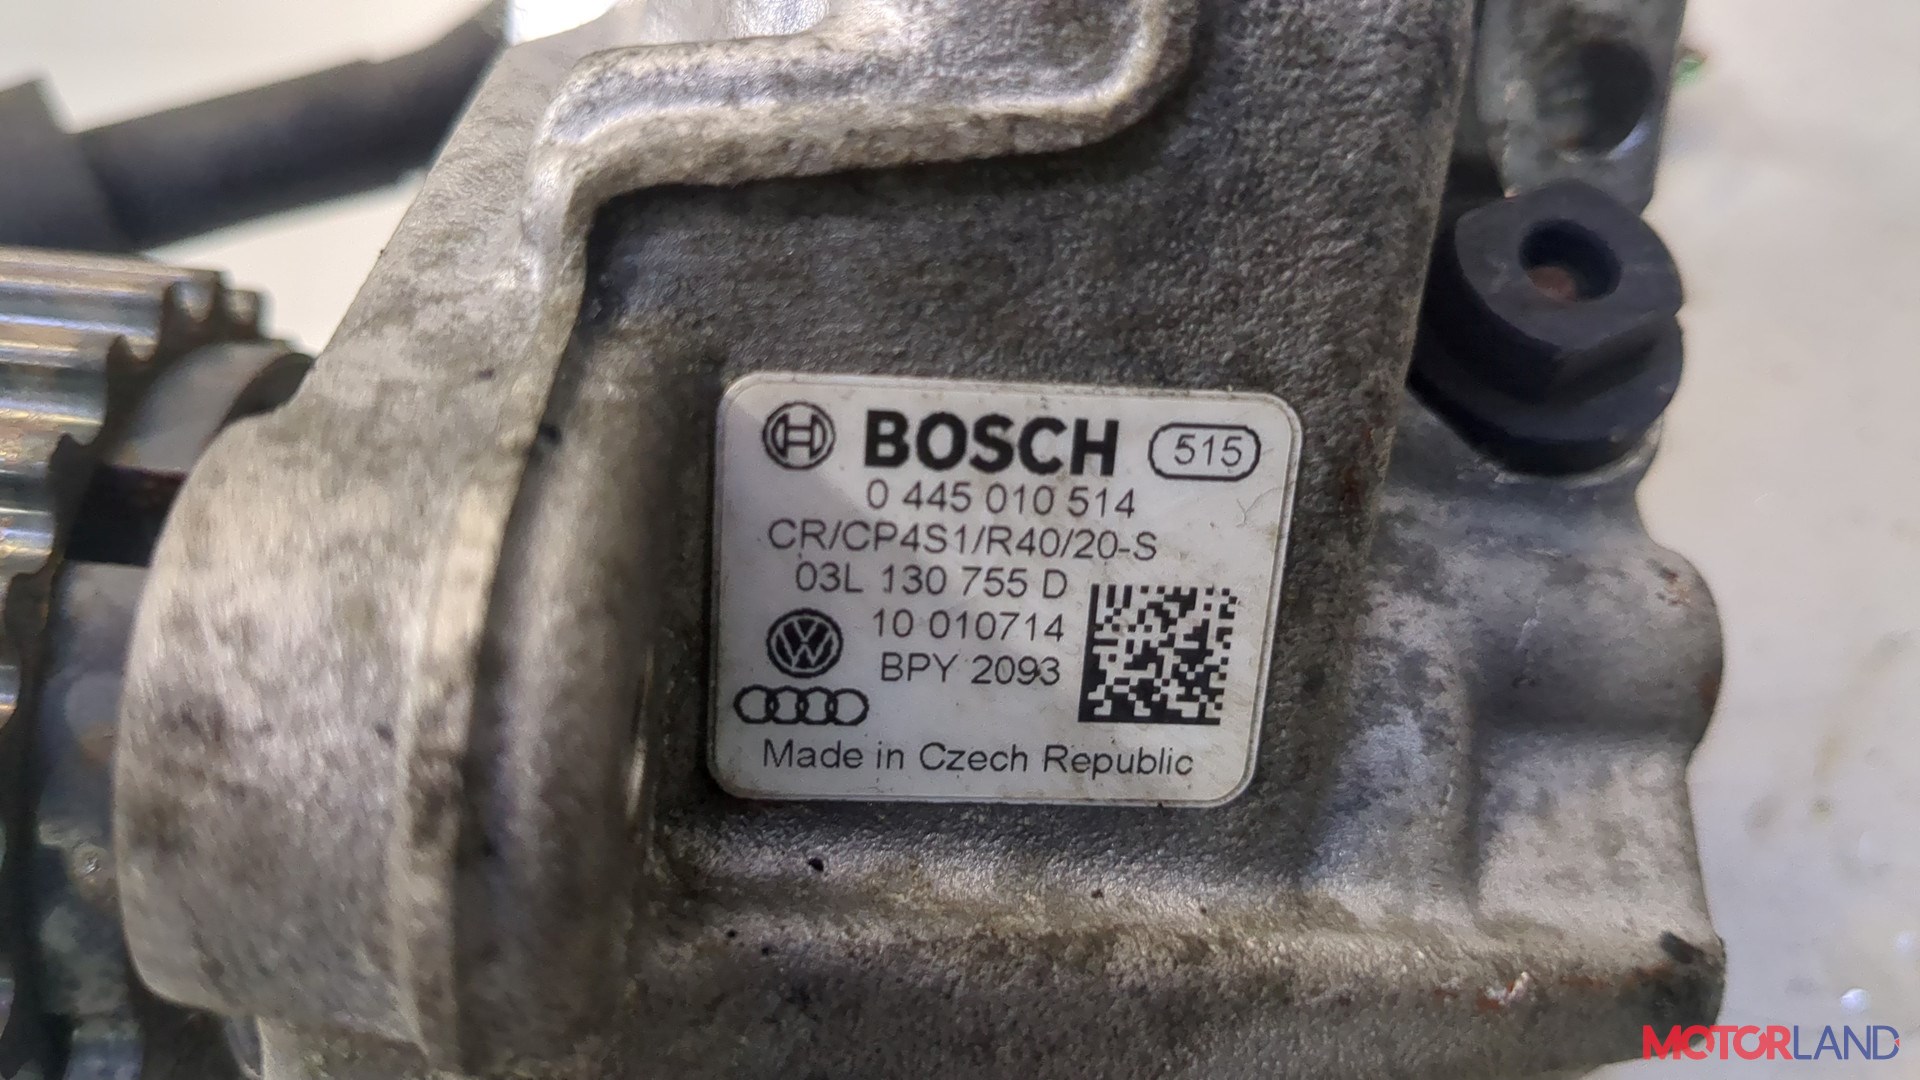 BOSCH 515
0 445 010 514
CR/CP4S1/R40/20-S
03L 130 755 D
10 010714
BPY 2093
Made in Czech Republic
MOTORLAND